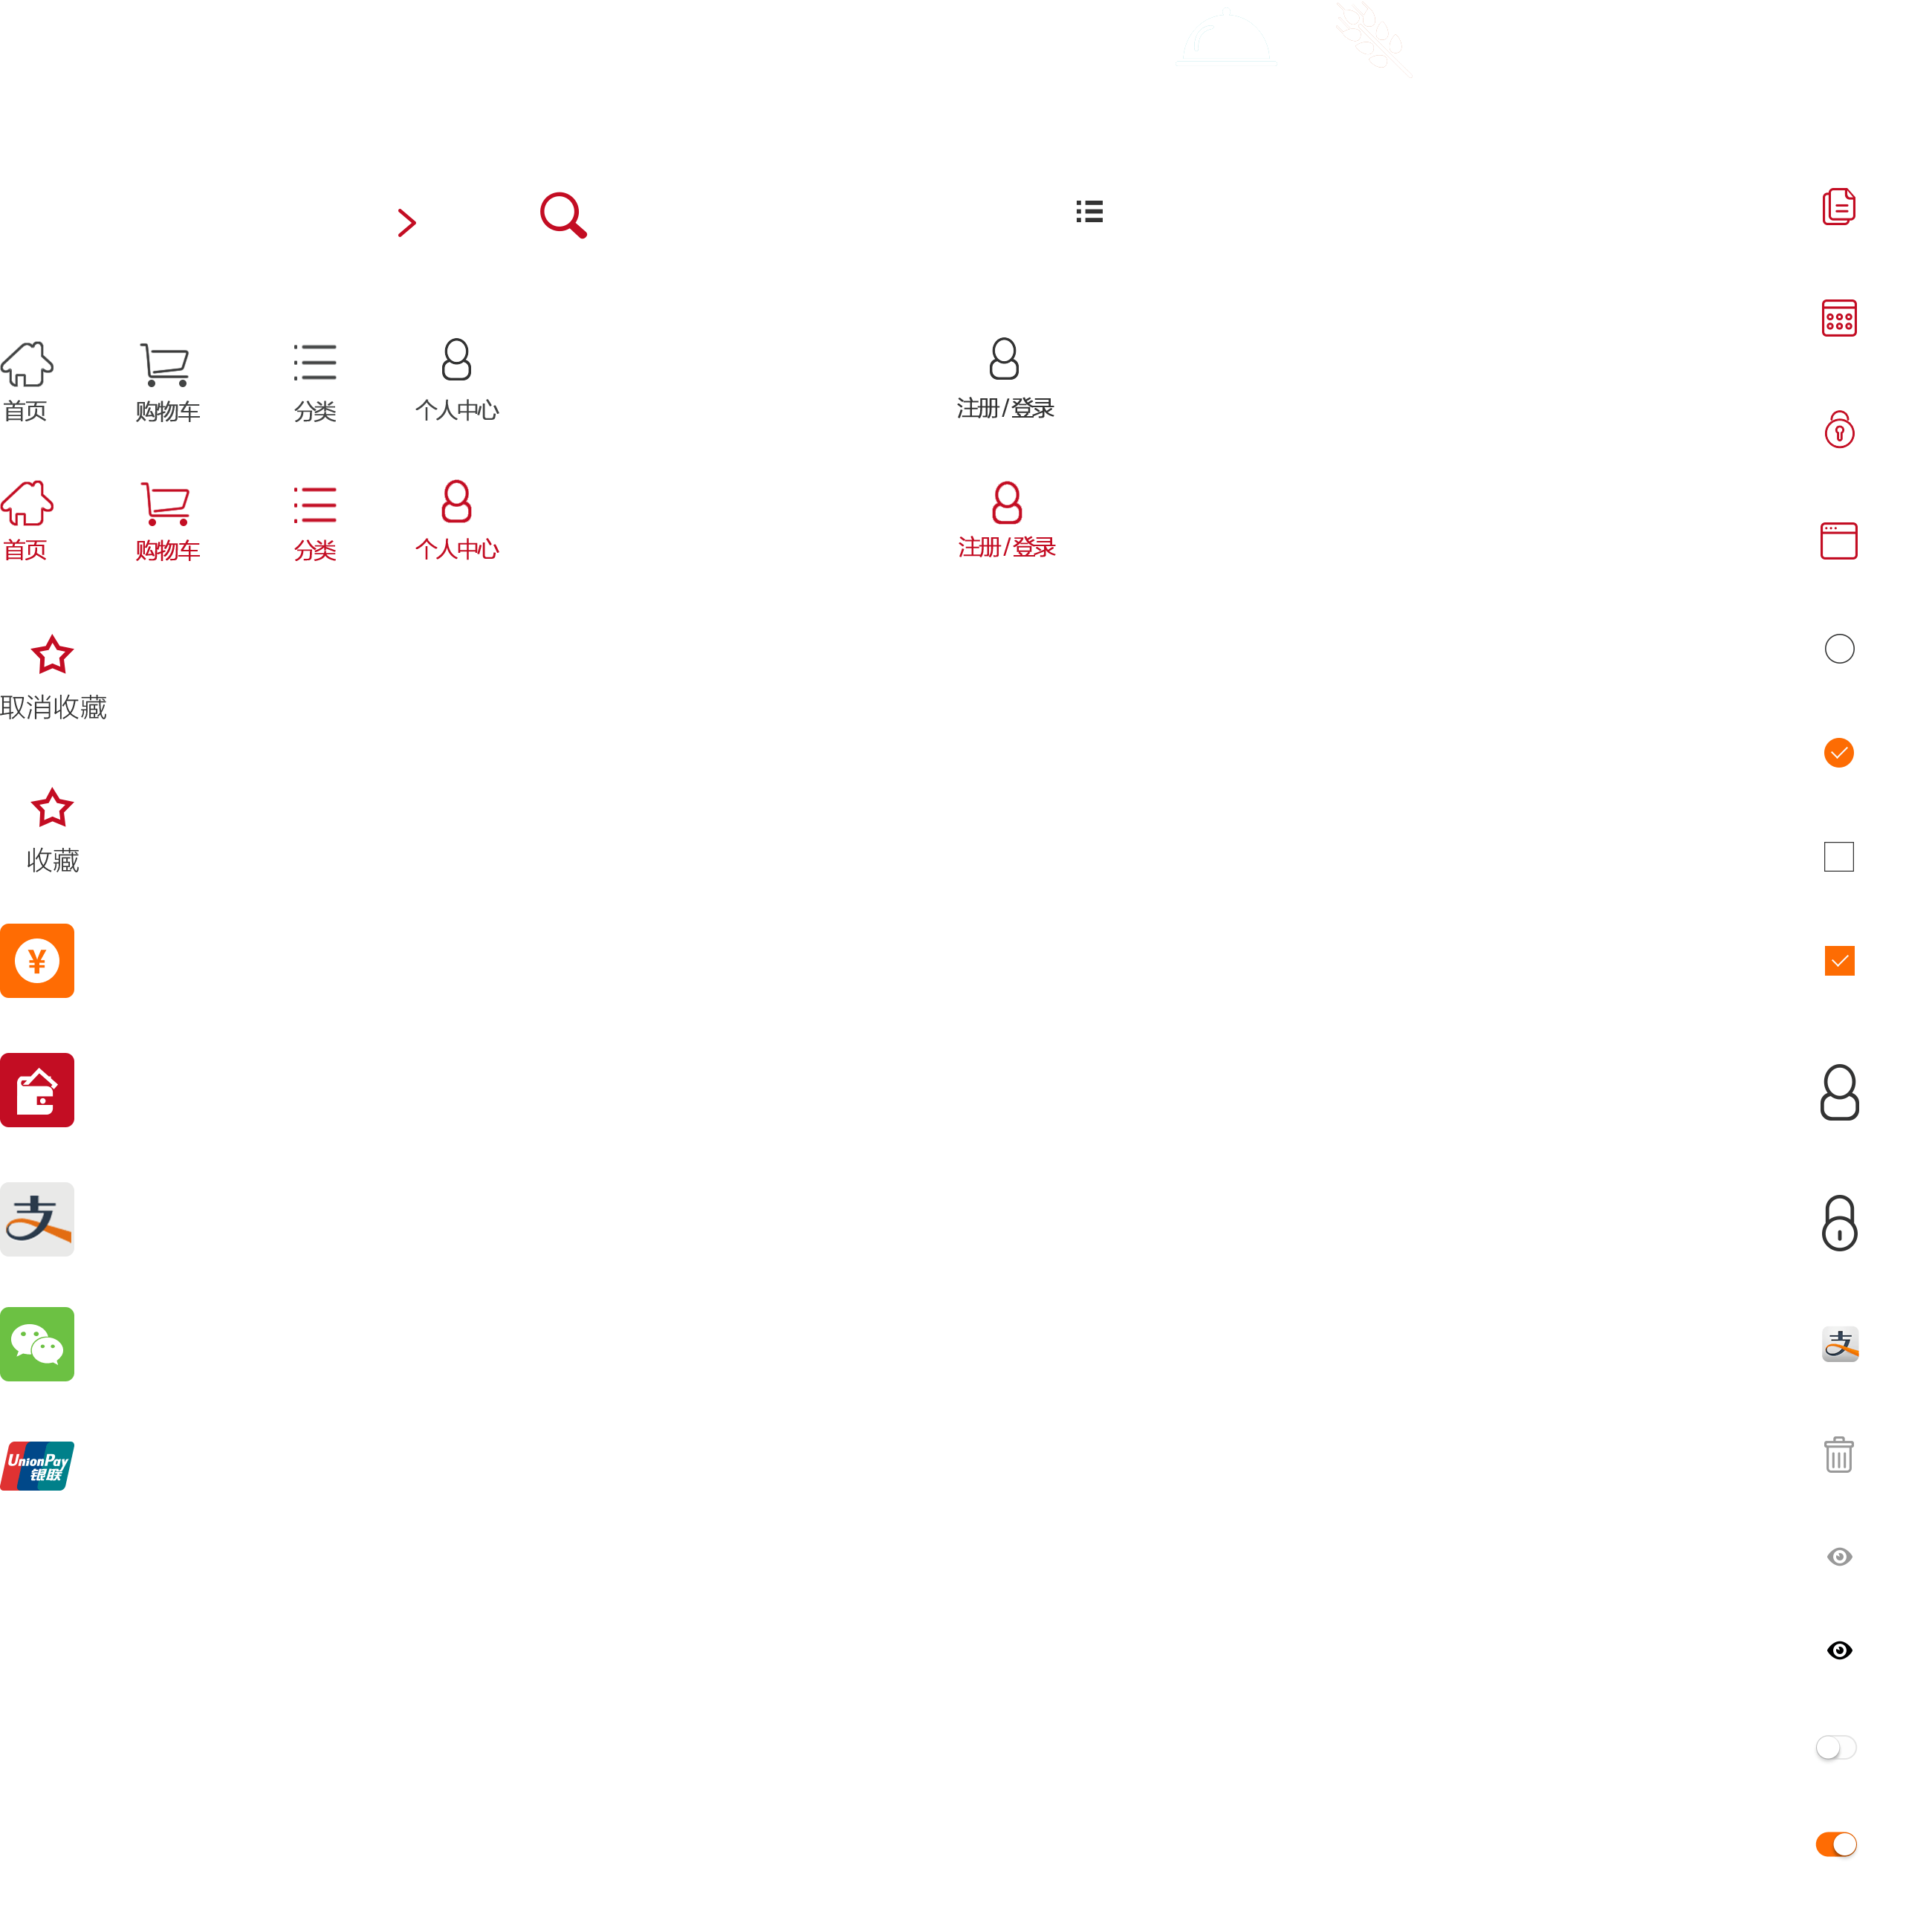 首页
购物车
分类
个人中心
注册/登录
首页
购物车
分类
个人中心
注册/登录
取消收藏
收藏
¥
支
支
UnionPay
银联